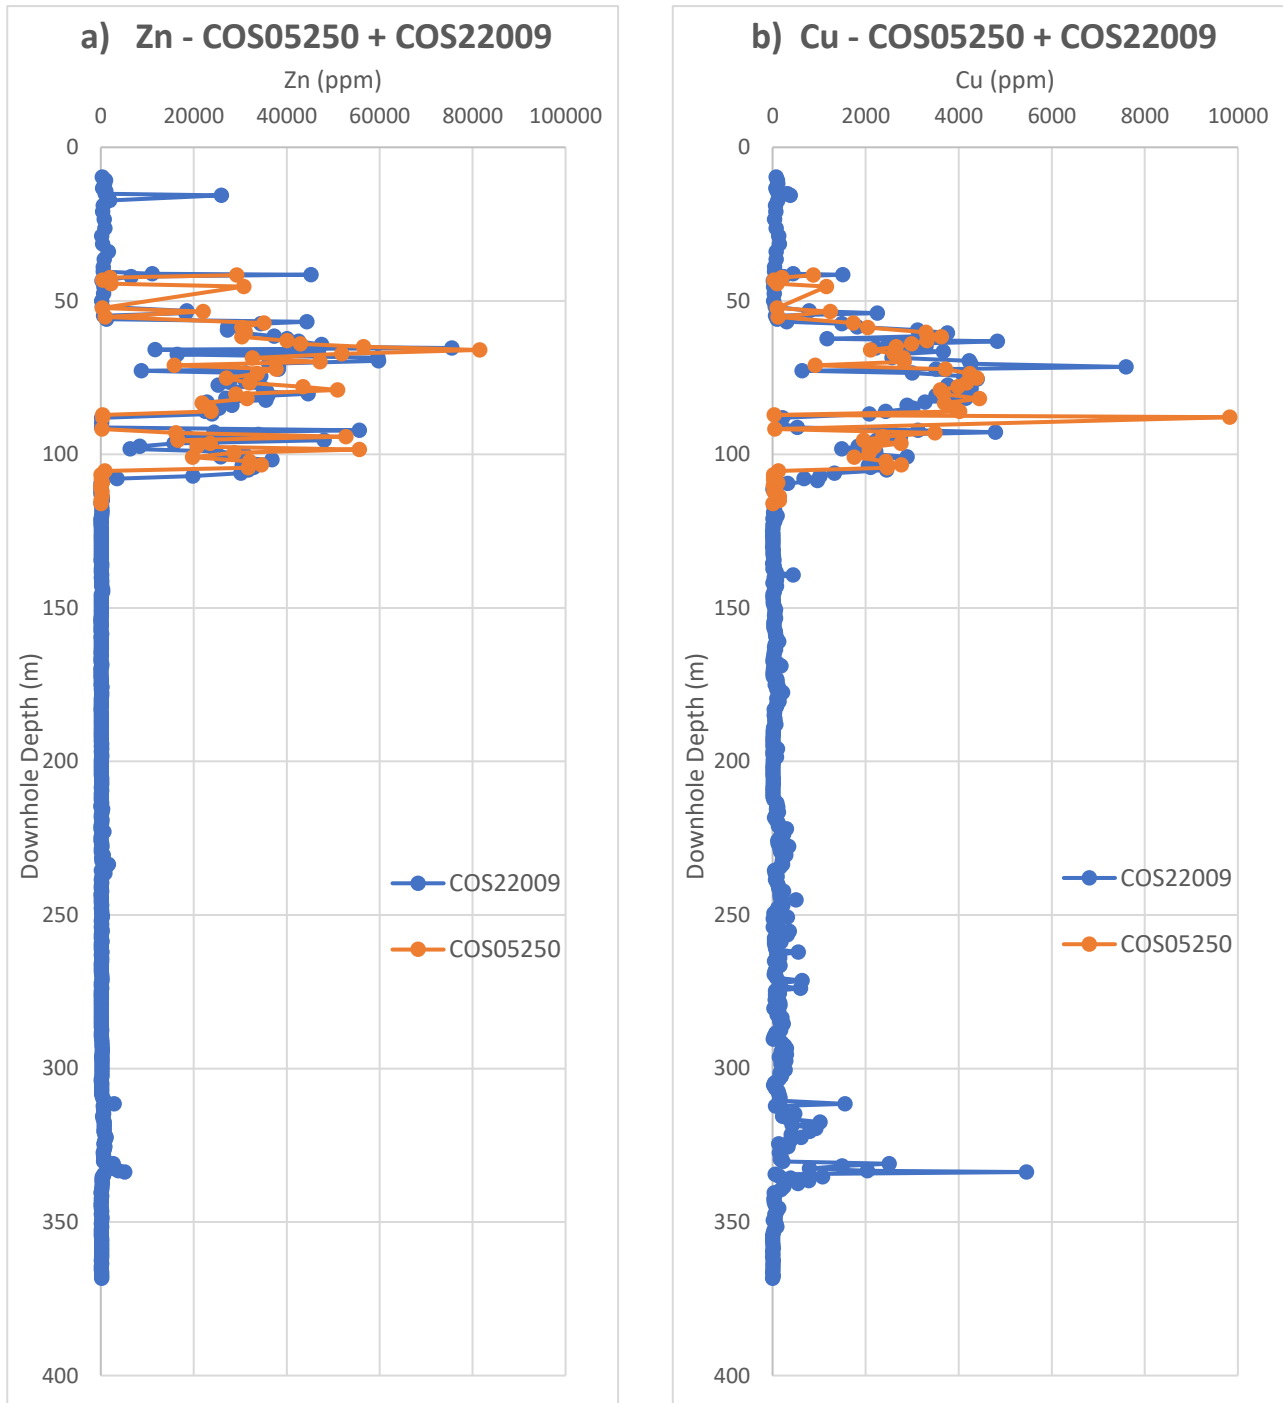 a) Zn - COS05250 + COS22009
Zn (ppm)
0 20000 40000 60000 80000 100000
0
50
100
150
200
250
300
350
400
Downhole Depth (m)
COS22009
COS05250
b) Cu - COS05250 + COS22009
Cu (ppm)
0 2000 4000 6000 8000 10000
0
50
100
150
200
250
300
350
400
Downhole Depth (m)
COS22009
COS05250